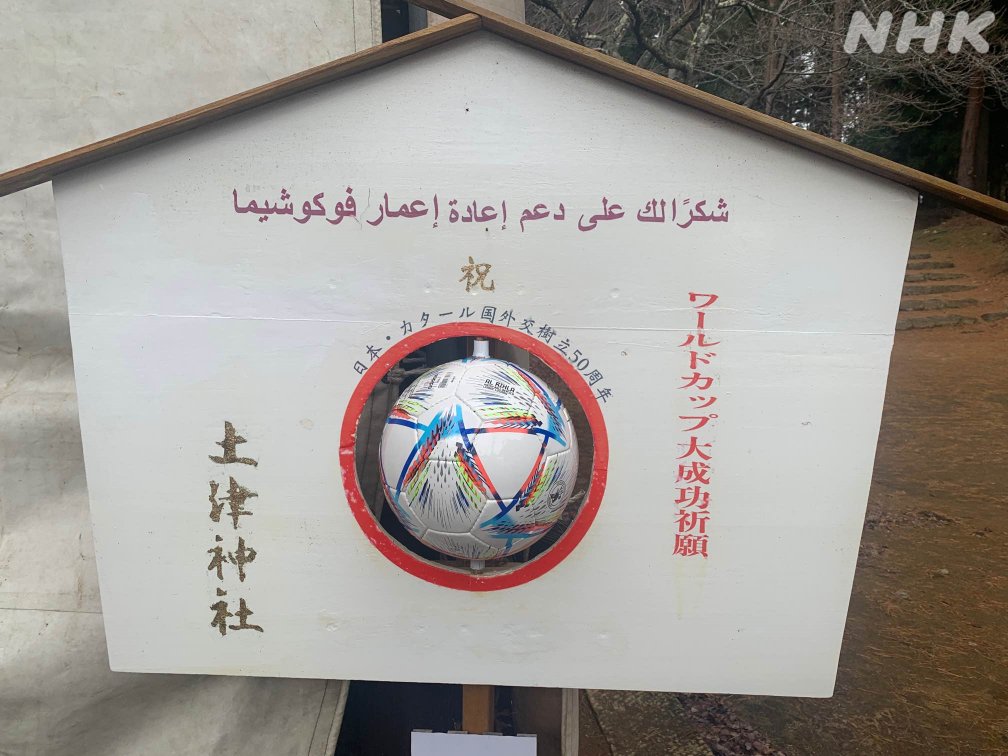 NHK
شكرًالك على دعم إعادة إعمار فوكوشيما
祝
日本・カタール国外交樹立50周年
ワールドカップ大成功祈願
AL RIHLA
土津神社